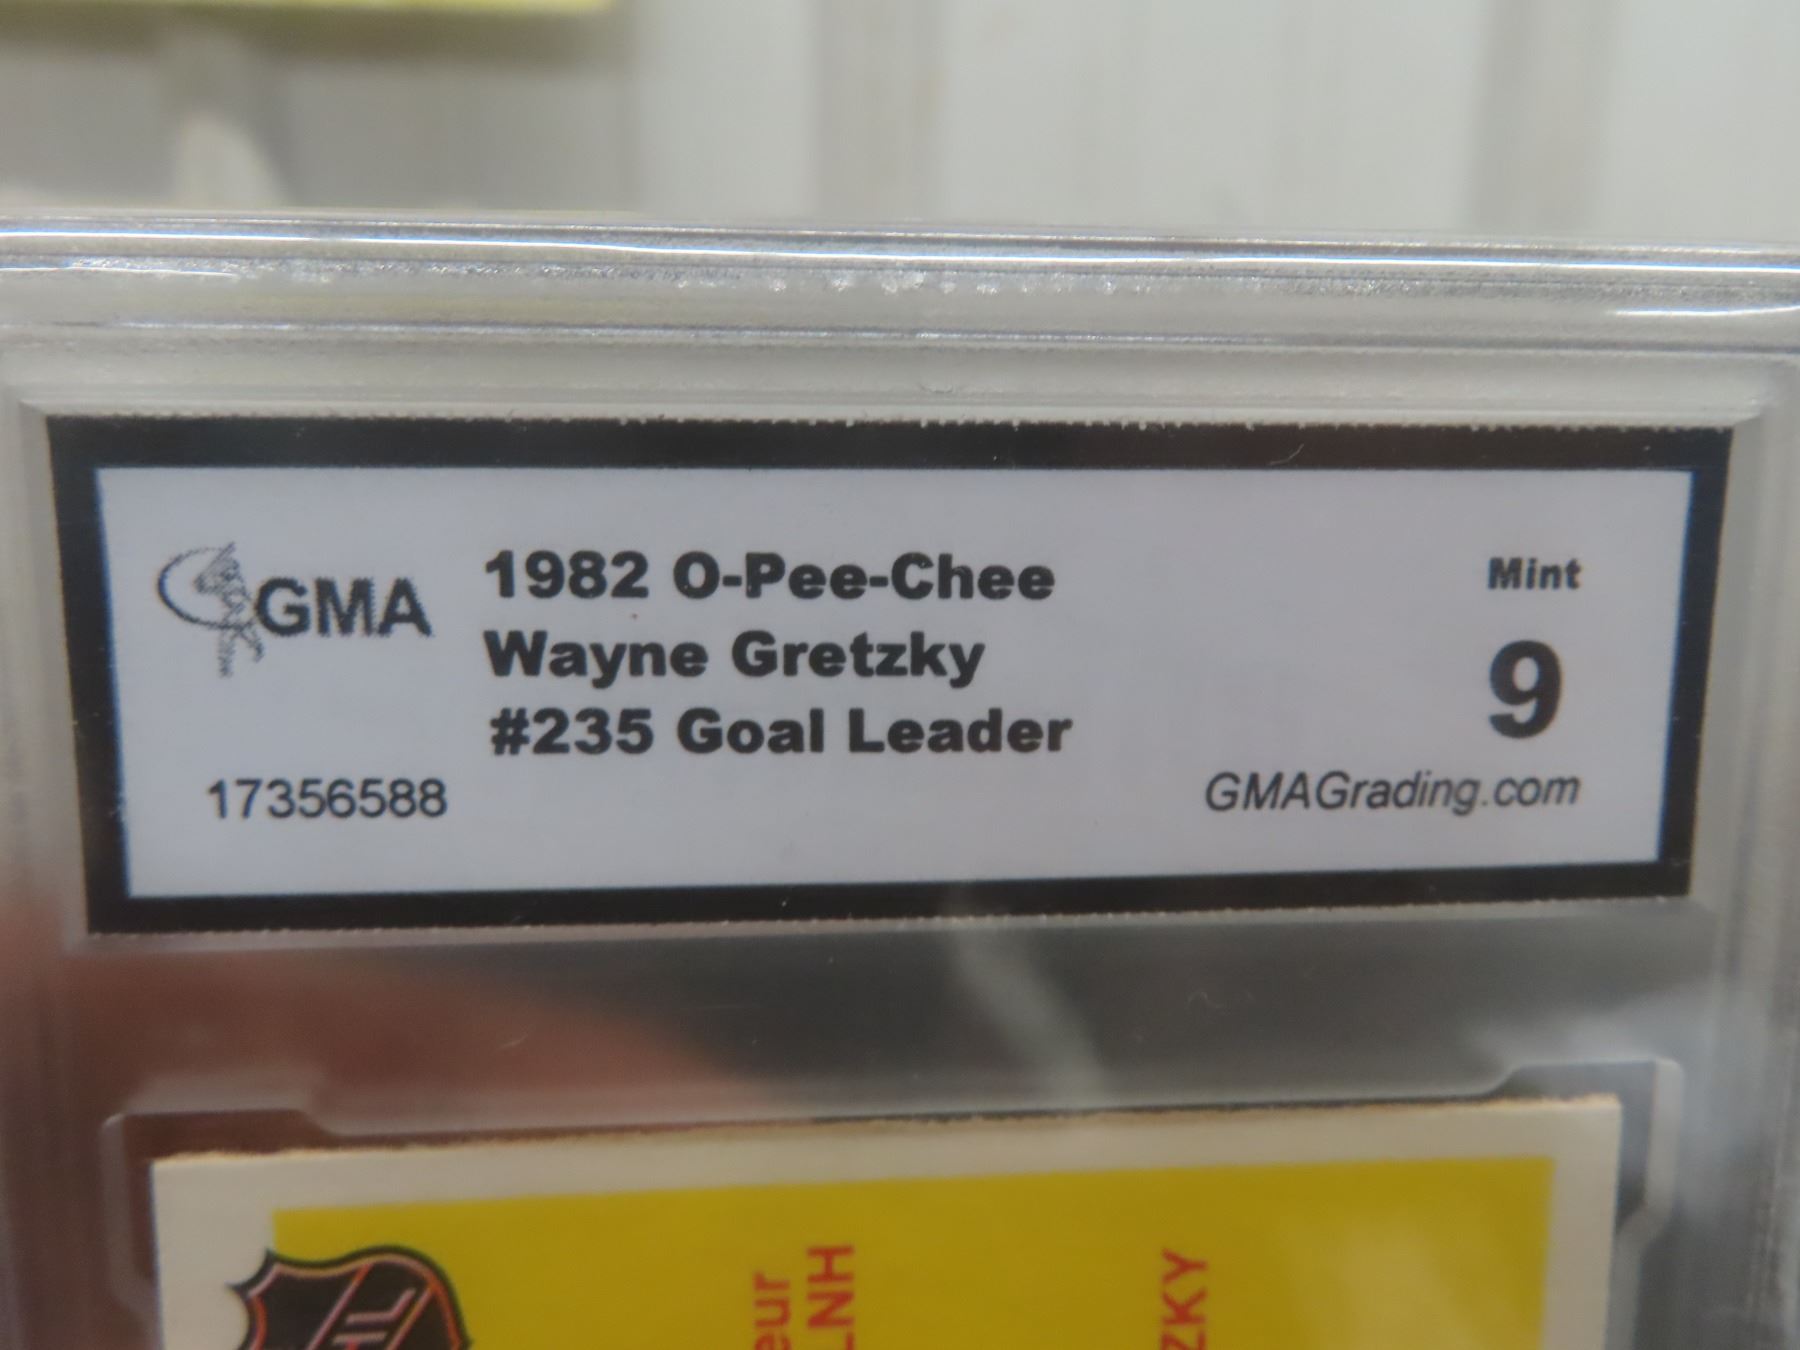 GMA
1982 O-Pee-Chee
Wayne Gretzky
#235 Goal Leader
17356588
Mint
9
GMAGrading.com